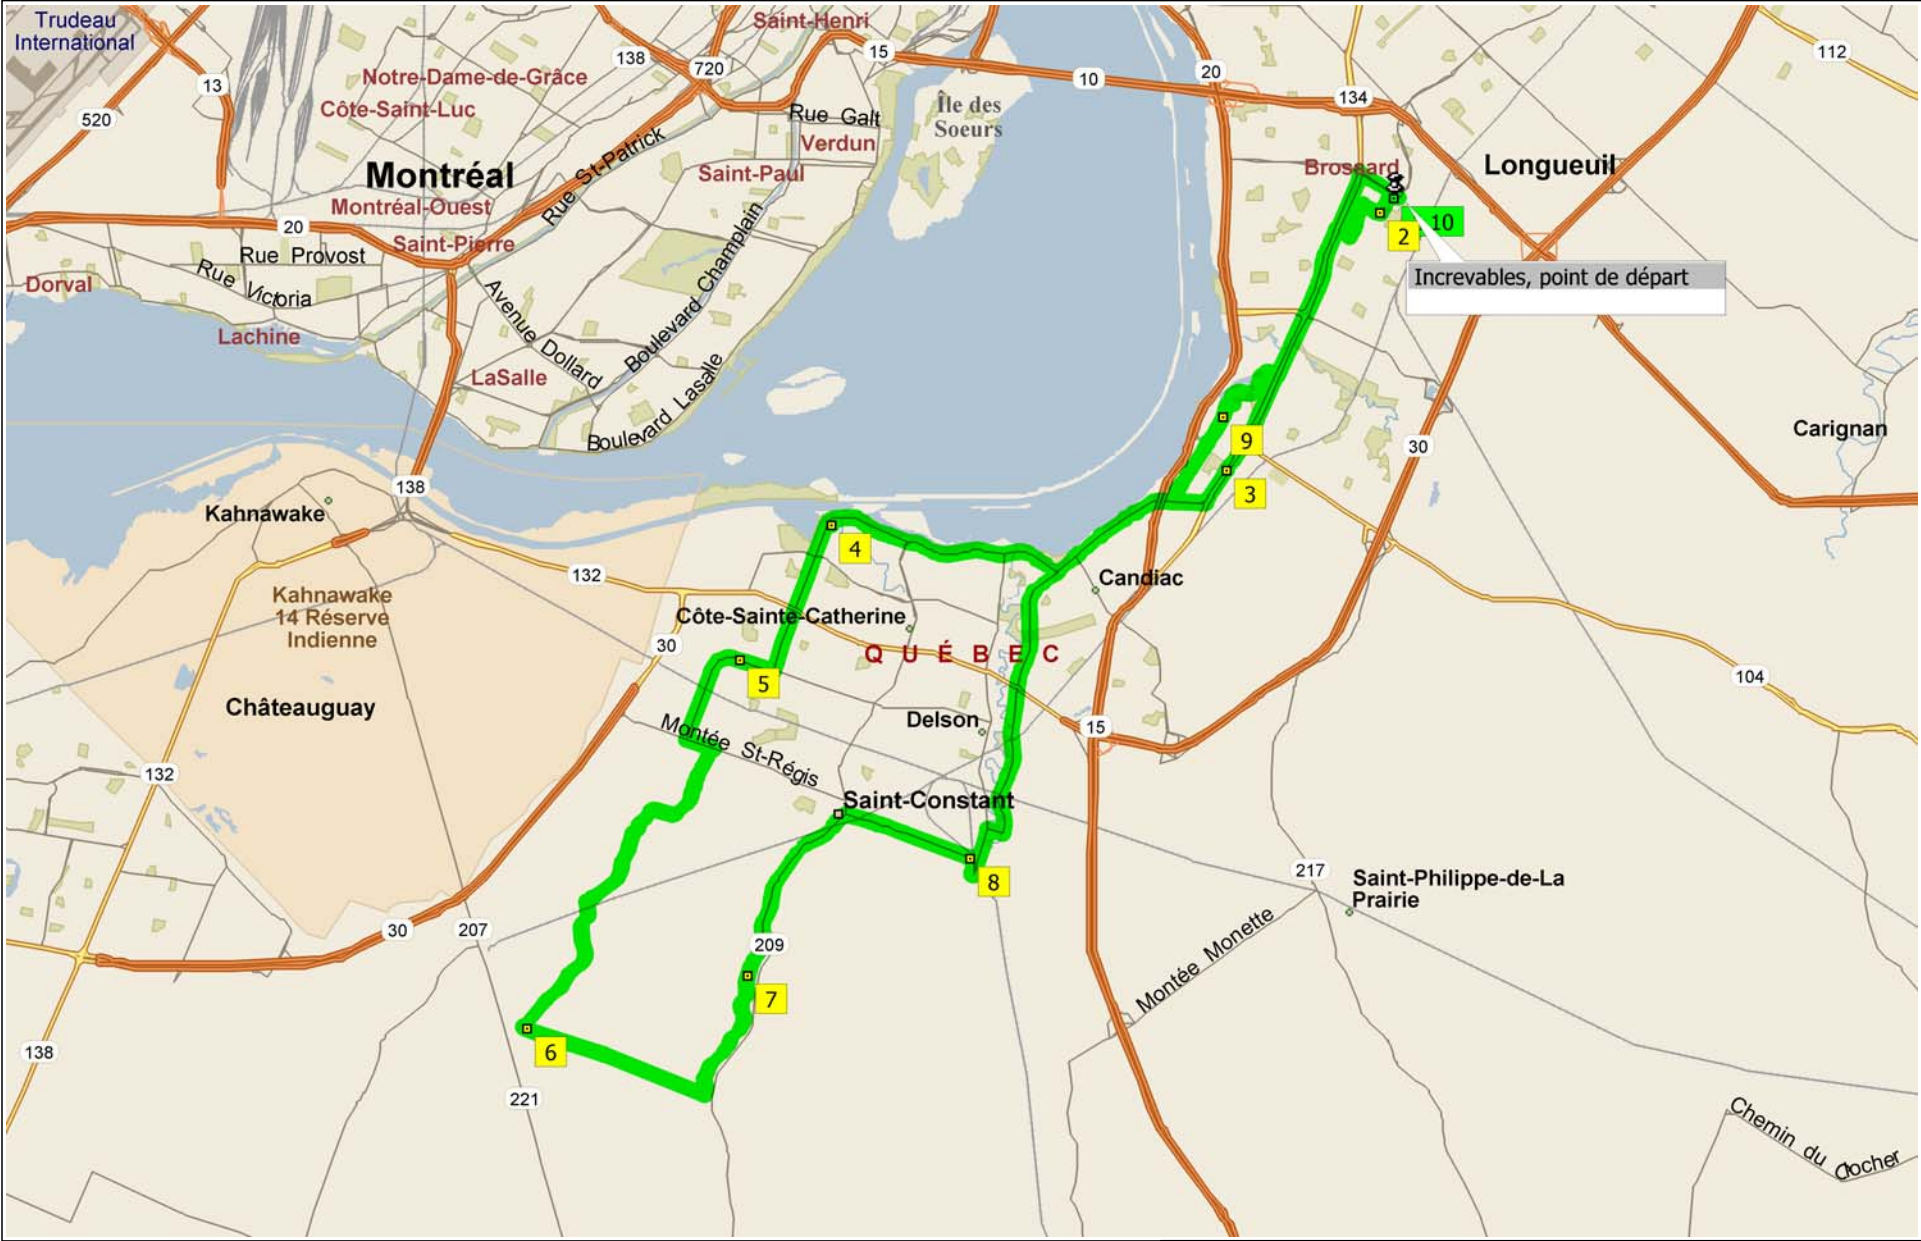 Trudeau
International
Saint-Henri
138
720
15
10
20
112
13
Notre-Dame-de-Grâce
Côte-Saint-Luc
520
Rue Galt
Île des
Soeurs
134
Verdun
Montréal
Rue St-Patrick
Saint-Paul
Brossard
Longueuil
Montréal-Ouest
20
Saint-Pierre
Rue Provost
10
2
Rue Victoria
Dorval
Boulevard Champlain
Increvables, point de départ
Lachine
Avenue Dollard
LaSalle
Boulevard Lasalle
9
Carignan
30
138
3
Kahnawake
4
132
Candiac
Kahnawake
14 Réserve
Indienne
Côte-Sainte-Catherine
30
QUÉBEC
104
5
Châteauguay
Montée St-Régis
Delson
15
132
Saint-Constant
8
217
Saint-Philippe-de-La
Prairie
30
207
209
Montée Monette
7
138
6
221
Chemin du Clocher